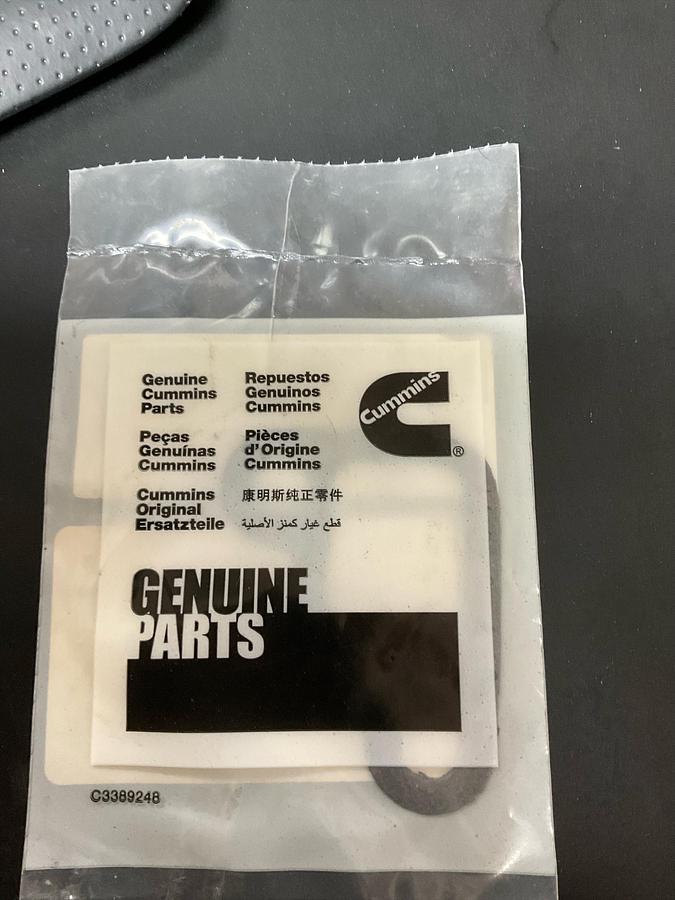 Genuine
Cummins
Parts
Repuestos
Genuinos
Cummins
Cummins
®
Peças
Genuínas
Cummins
Pièces
d'Origine
Cummins
Cummins
Original
Ersatzteile
康明斯纯正零件
قطع غيار كمنز الأصلية
GENUINE
PARTS
C3389248